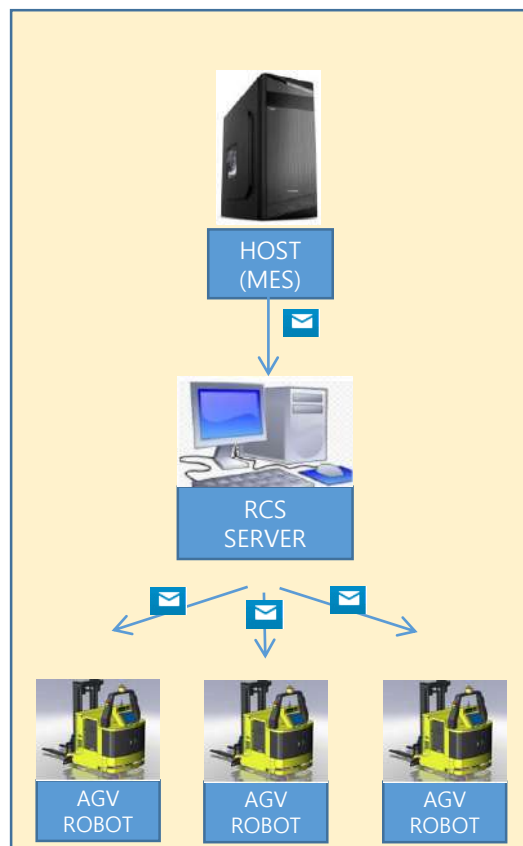 HOST
(MES)
RCS
SERVER
AGV
ROBOT
AGV
ROBOT
AGV
ROBOT